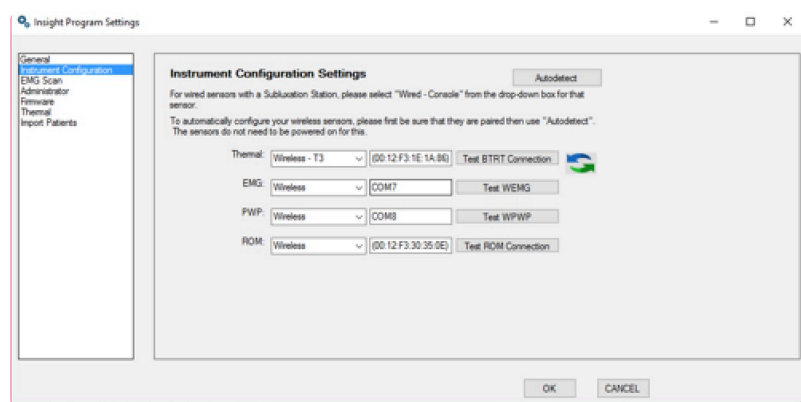 Insight Program Settings
General
Instrument Configuration
EMG Scan
Administrator
Firmware
Thermal
Import Patients
Instrument Configuration Settings
Autodetect
For wired sensors with a Subluxation Station, please select "Wired - Console" from the drop-down box for that
sensor.
To automatically configure your wireless sensors, please first be sure that they are paired then use "Autodetect".
The sensors do not need to be powered on for this.
Thermal: Wireless - T3 (00:12:F3:1E:1A:86) Test BTRT Connection
EMG: Wireless COM7 Test WEMG
PWP: Wireless COM8 Test WPWP
ROM: Wireless (00:12:F3:30:35:0E) Test ROM Connection
OK CANCEL